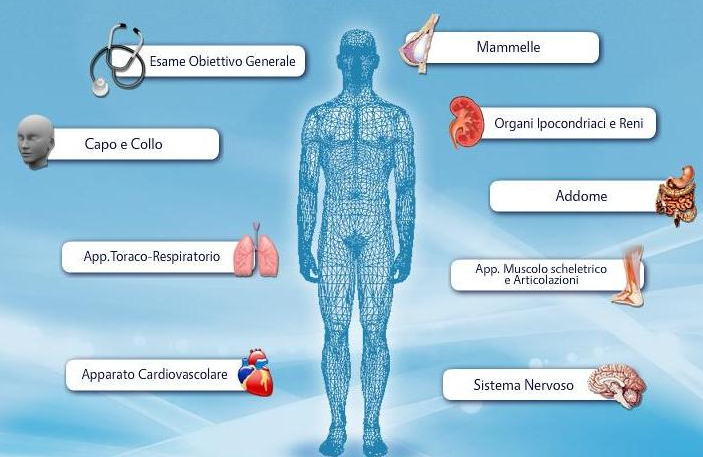 Esame Obiettivo Generale
Capo e Collo
App.Toraco-Respiratorio
Apparato Cardiovascolare
Mammelle
Organi Ipocondriaci e Reni
Addome
App. Muscolo scheletrico
e Articolazioni
Sistema Nervoso